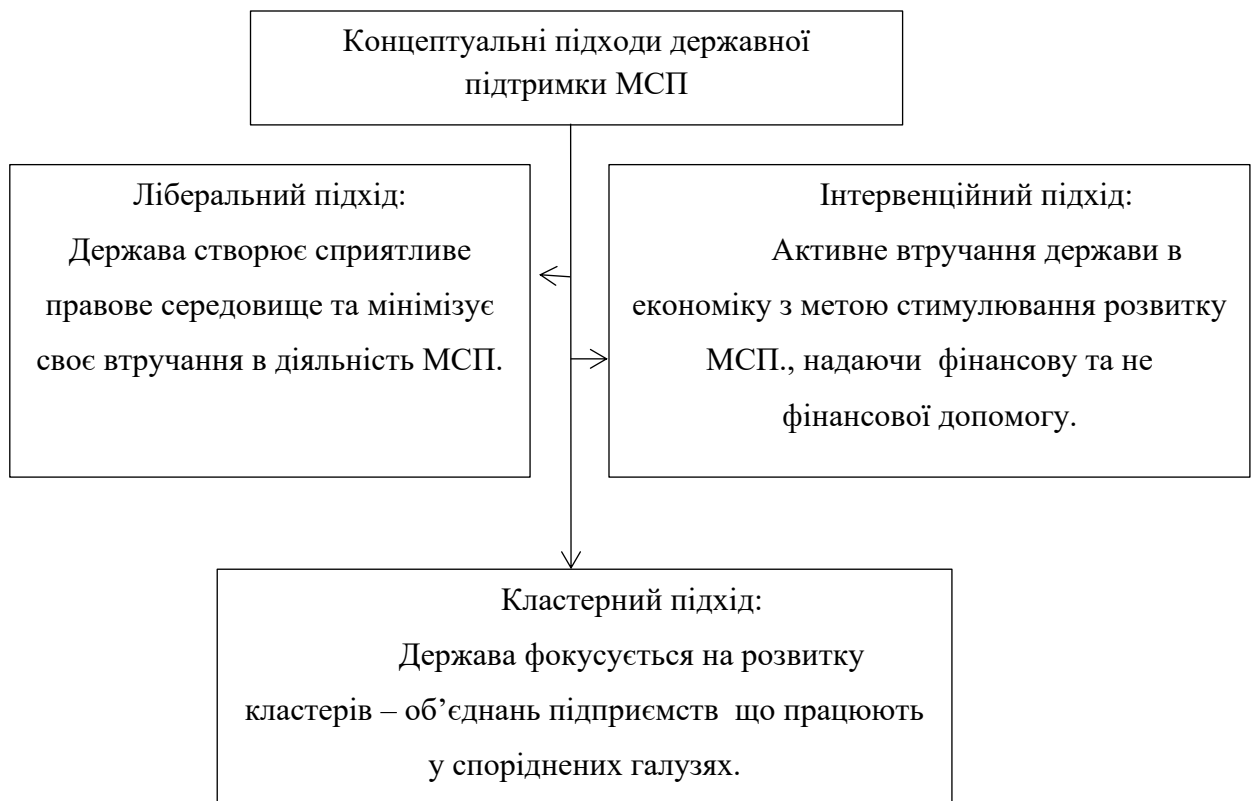 Концептуальні підходи державної
підтримки МСП
Ліберальний підхід:
Держава створює сприятливе
правове середовище та мінімізує
своє втручання в діяльність МСП.
Інтервенційний підхід:
Активне втручання держави в
економіку з метою стимулювання розвитку
МСП., надаючи фінансову та не
фінансової допомогу.
Кластерний підхід:
Держава фокусується на розвитку
кластерів – об’єднань підприємств що працюють
у споріднених галузях.